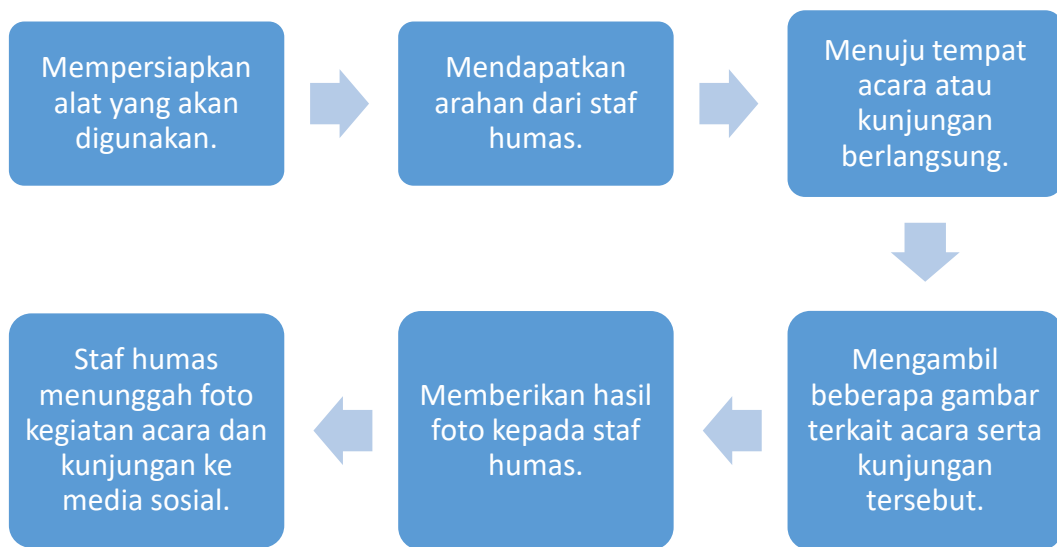 Mempersiapkan
alat yang akan
digunakan.
Mendapatkan
arahan dari staf
humas.
Menuju tempat
acara atau
kunjungan
berlangsung.
Mengambil
beberapa gambar
terkait acara serta
kunjungan
tersebut.
Memberikan hasil
foto kepada staf
humas.
Staf humas
menunggah foto
kegiatan acara dan
kunjungan ke
media sosial.